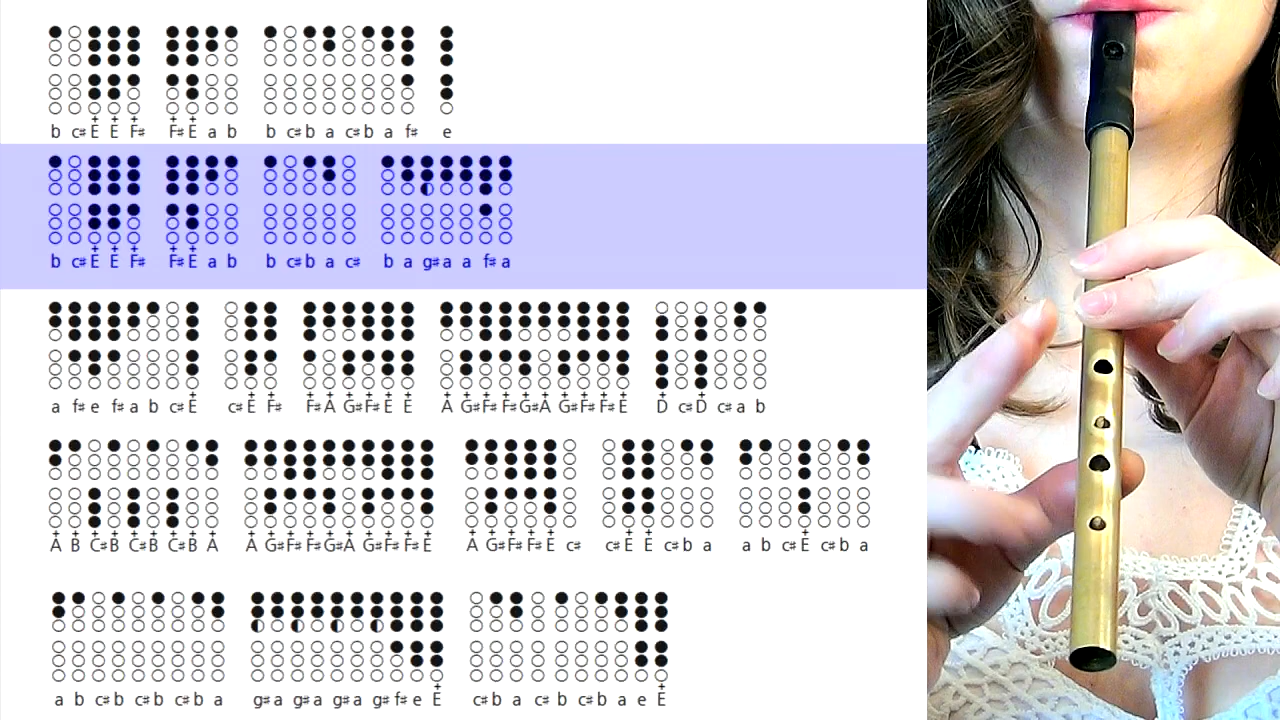 b c♯ E E F♯ F♯ E a b b c♯ b a c♯ b a f♯ e
b c♯ E E F♯ F♯ E a b b c♯ b a c♯ b a g♯ a a f♯ a
a f♯ e f♯ a b c♯ E c♯ E F♯ F♯ A G♯ F♯ E E A G♯ F♯ F♯ G♯ A G♯ F♯ F♯ E D c♯ D c♯ a b
A B C♯ B C♯ B C♯ B A A G♯ F♯ F♯ G♯ A G♯ F♯ F♯ E A G♯ F♯ F♯ E c♯ c♯ E E c♯ b a a b c♯ E c♯ b a
a b c♯ b c♯ b c♯ b a g♯ a g♯ a g♯ a g♯ f♯ e E c♯ b a c♯ b c♯ b a e E